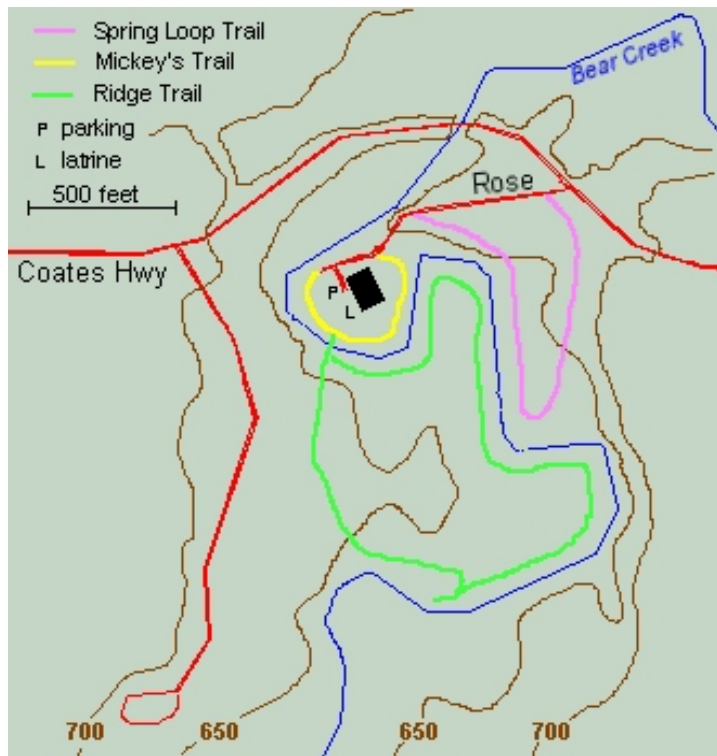 Spring Loop Trail
Mickey's Trail
Ridge Trail
P parking
L latrine
500 feet
Bear Creek
Rose
Coates Hwy
P
L
700 650 650 700